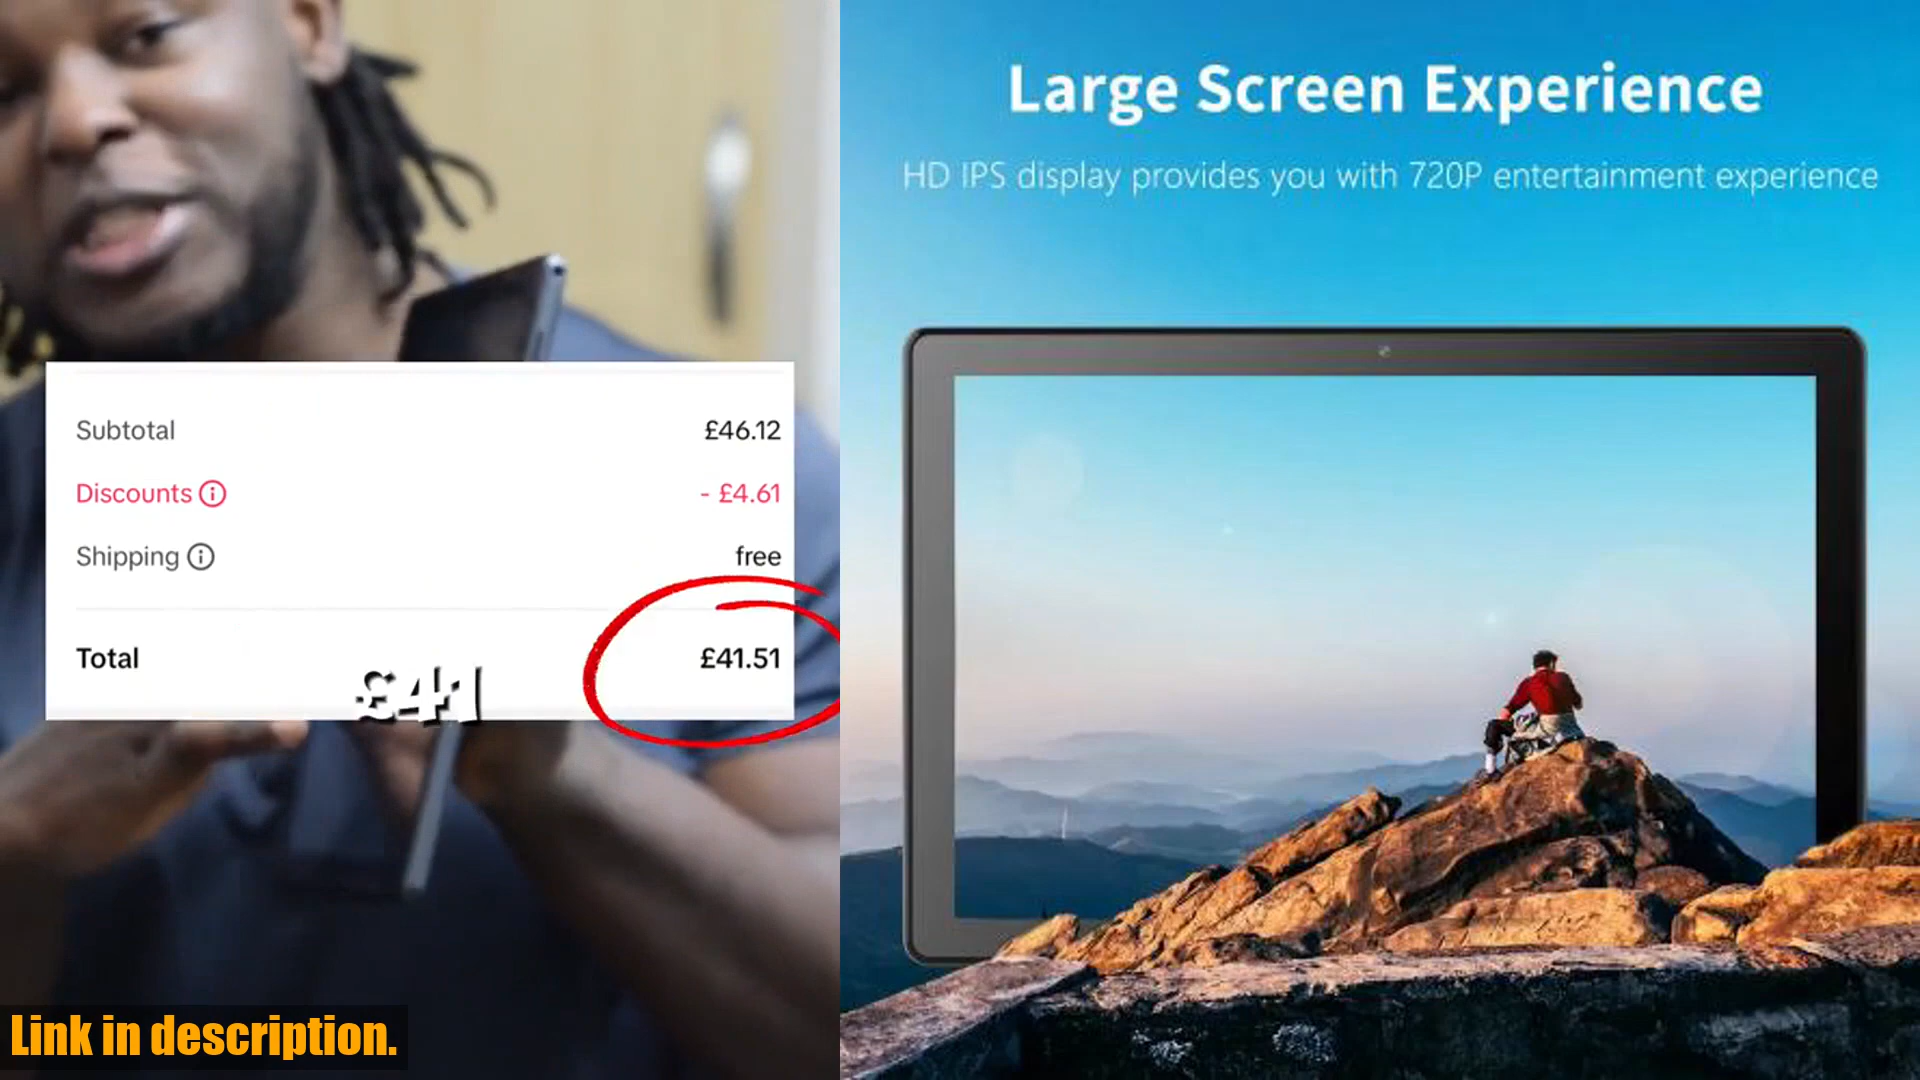 Subtotal £46.12
Discounts - £4.61
Shipping free
Total £41.51
£41
Link in description.
Large Screen Experience
HD IPS display provides you with 720P entertainment experience